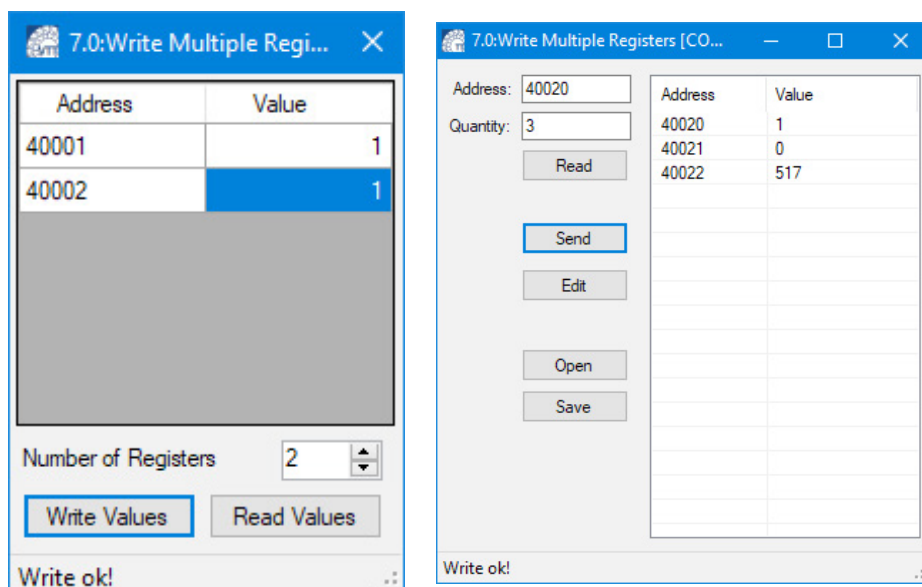 7.0:Write Multiple Regi...
Address Value
40001 1
40002 1
Number of Registers 2
Write Values Read Values
Write ok!
7.0:Write Multiple Registers [CO...
Address: 40020
Quantity: 3
Read
Send
Edit
Open
Save
Address Value
40020 1
40021 0
40022 517
Write ok!